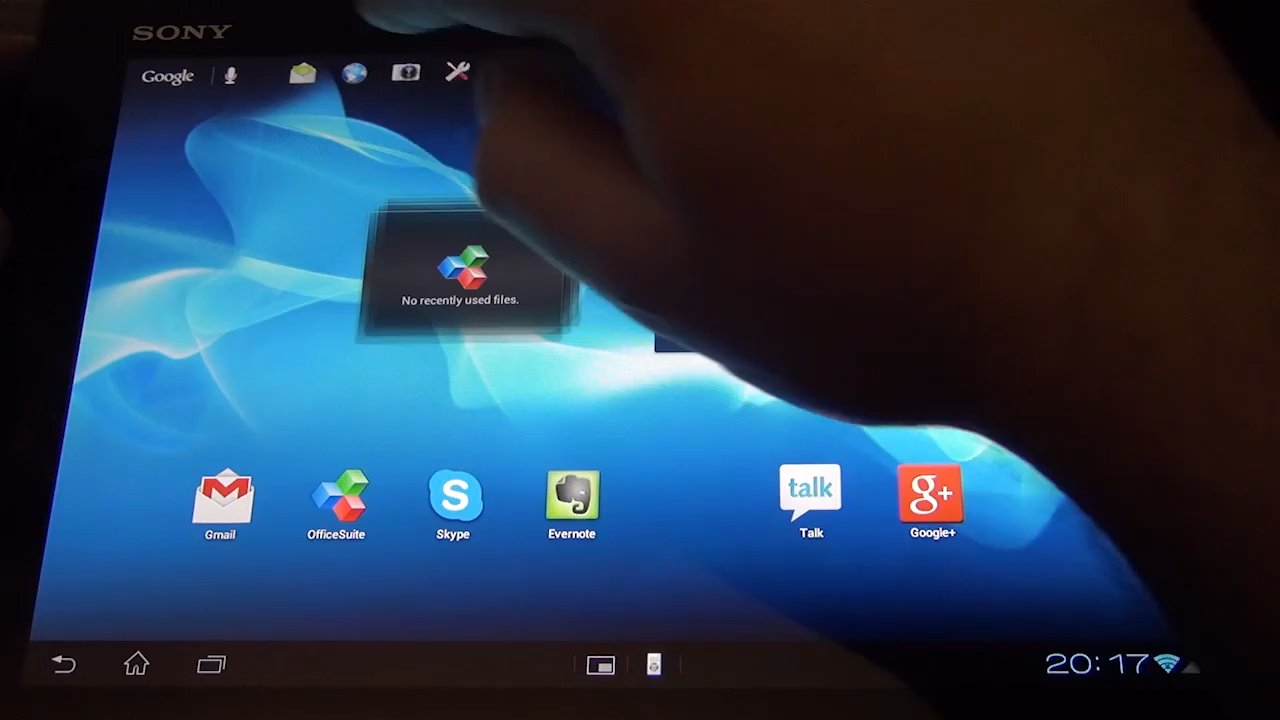 SONY
Google
No recently used files.
talk
S
g+
Gmail
OfficeSuite
Skype
Evernote
Talk
Google+
20:17